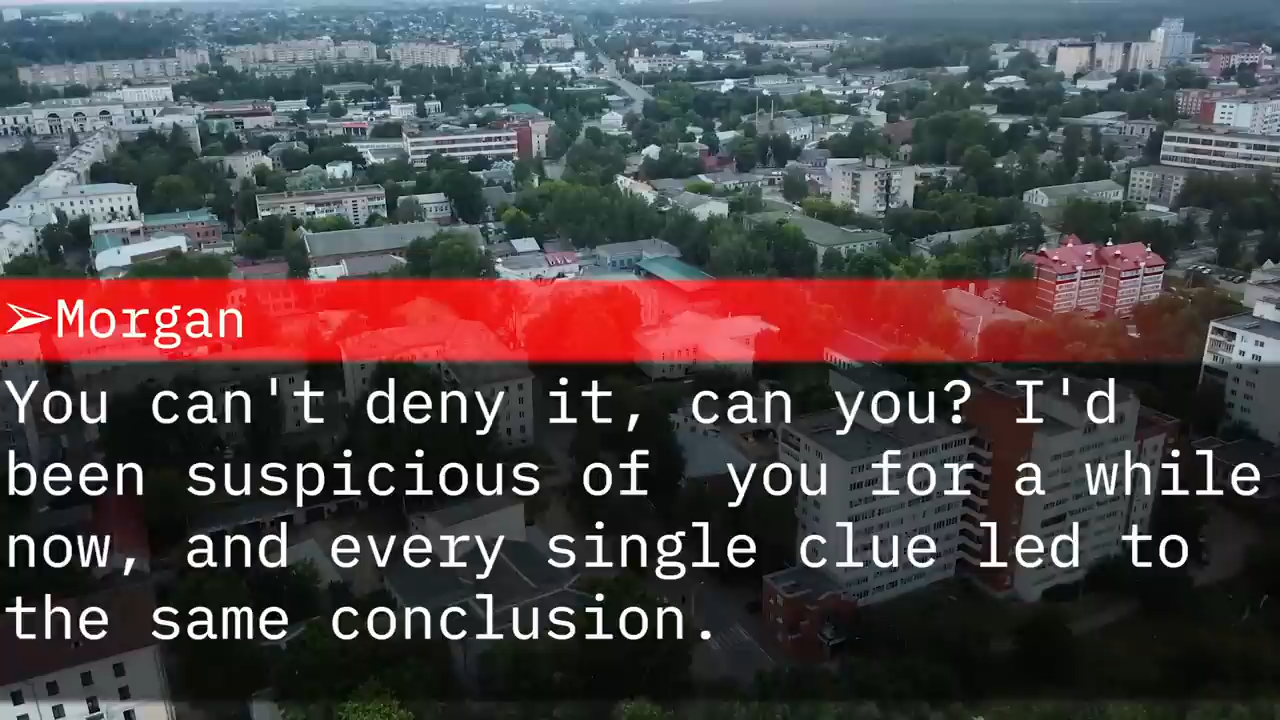 ➢Morgan
You can't deny it, can you? I'd
been suspicious of  you for a while
now, and every single clue led to
the same conclusion.